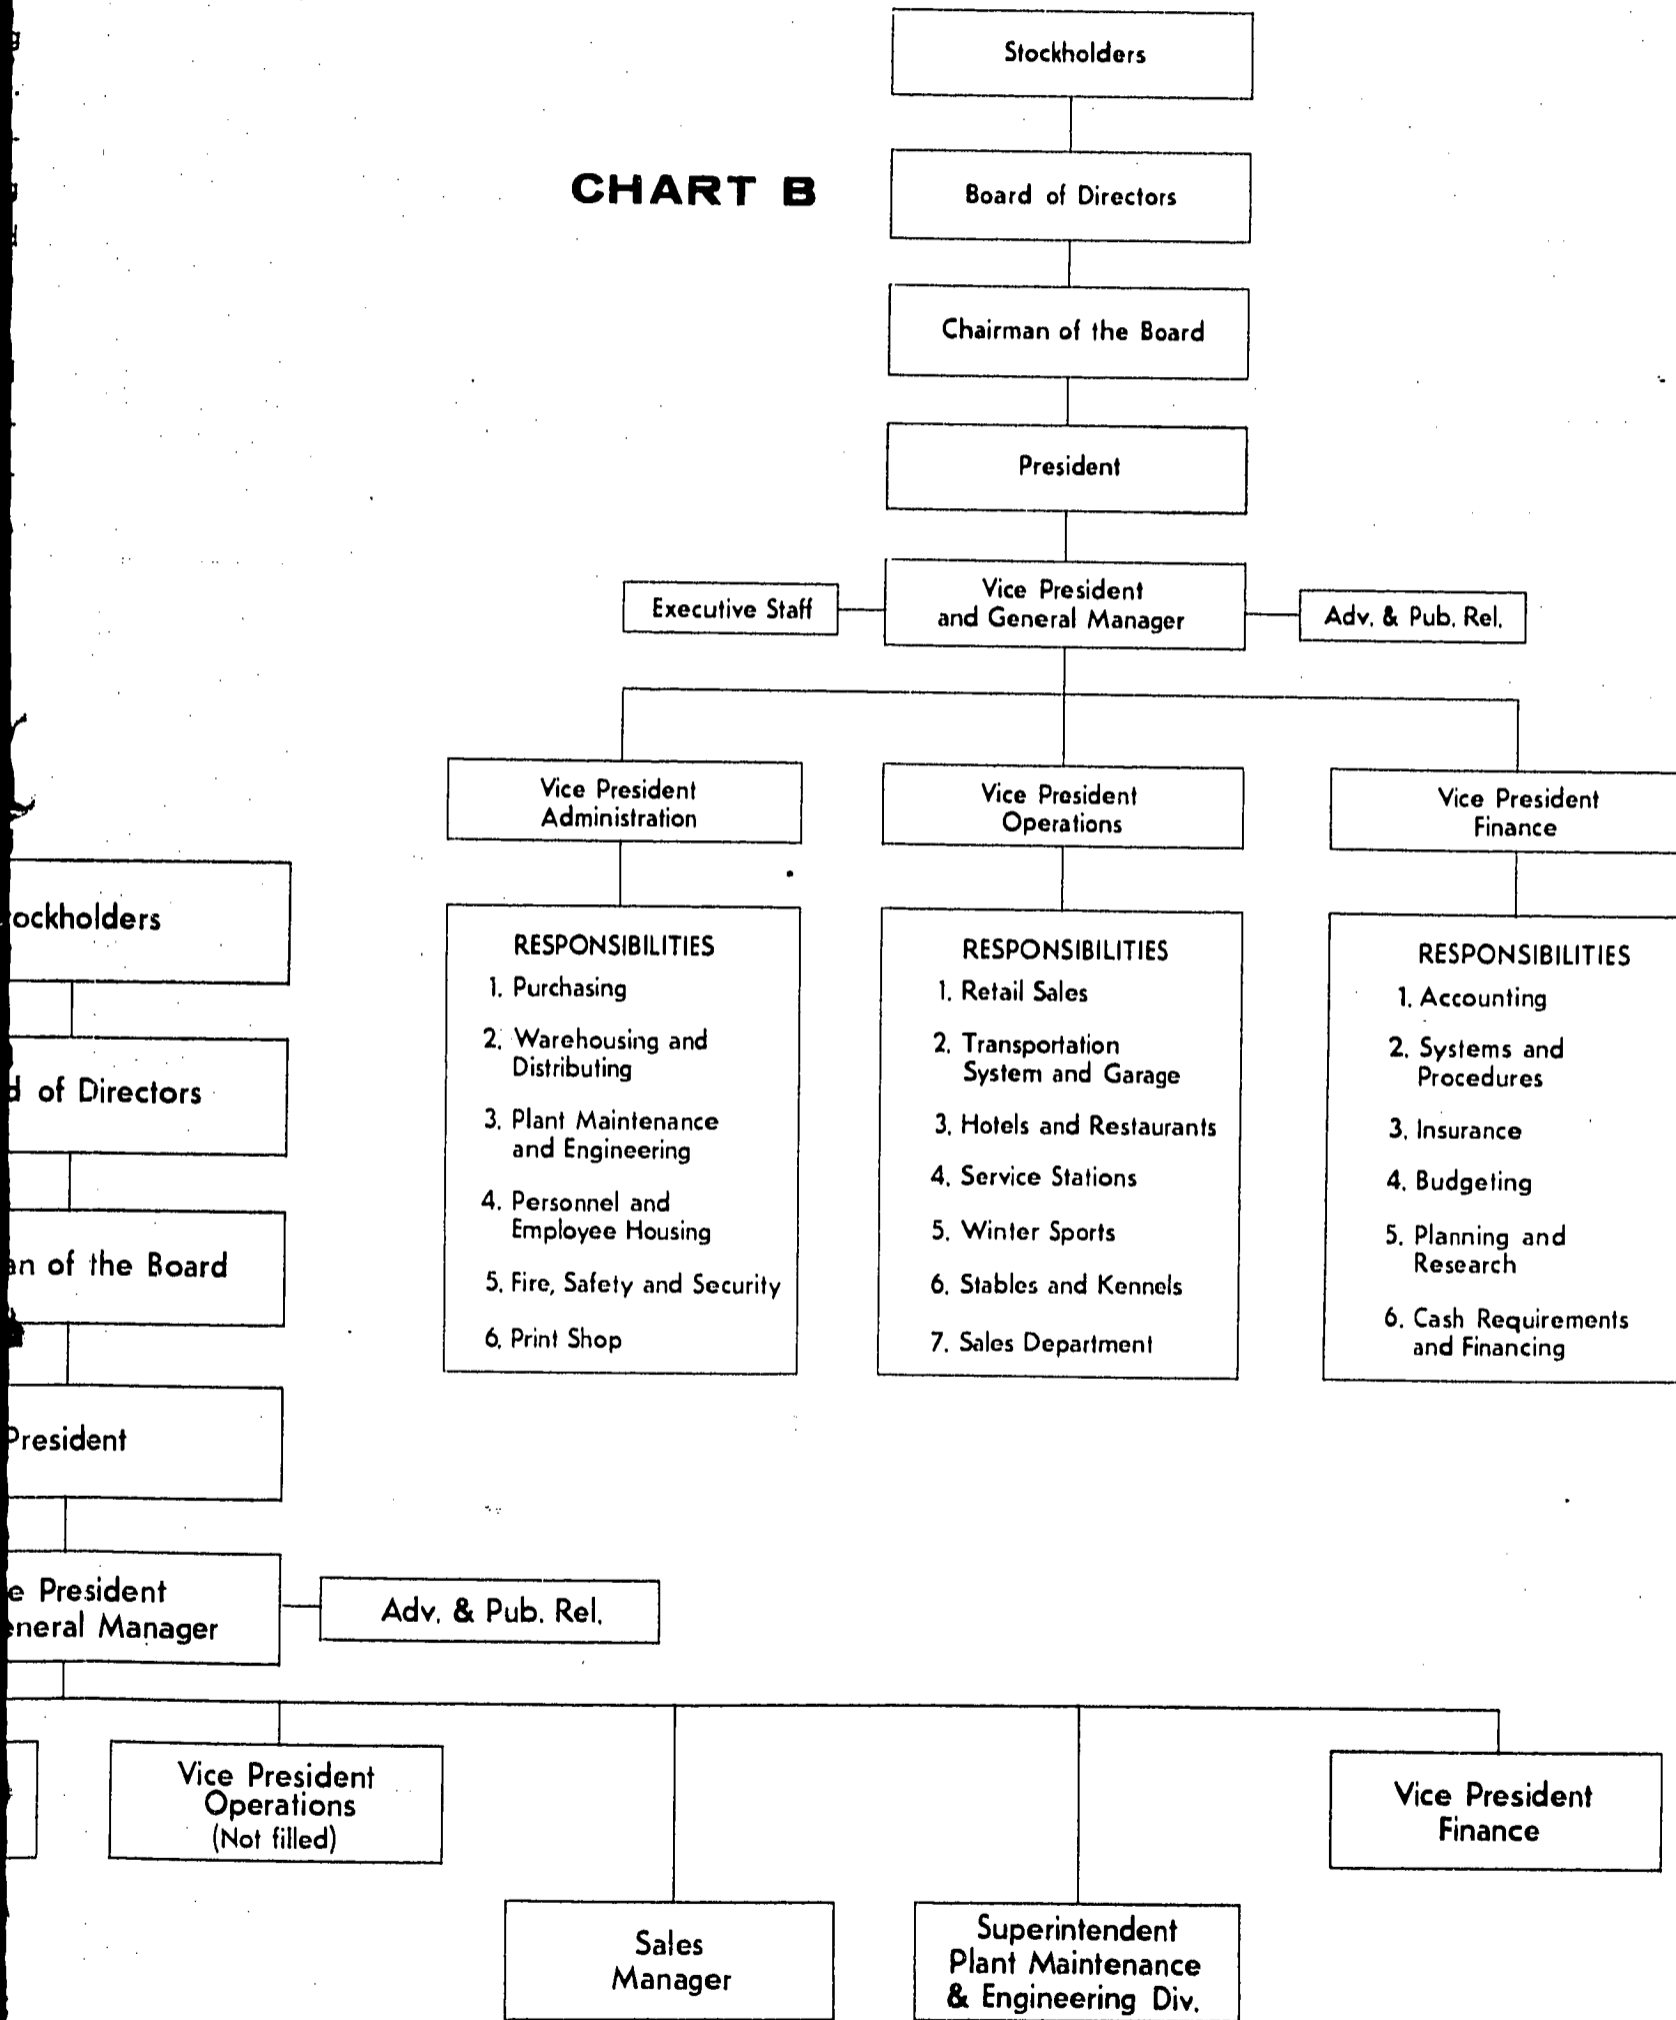 CHART B
Stockholders
Board of Directors
Chairman of the Board
President
Executive Staff
Vice President
and General Manager
Adv. & Pub. Rel.
Vice President
Administration
RESPONSIBILITIES
1. Purchasing
2. Warehousing and
Distributing
3. Plant Maintenance
and Engineering
4. Personnel and
Employee Housing
5. Fire, Safety and Security
6. Print Shop
Vice President
Operations
RESPONSIBILITIES
1. Retail Sales
2. Transportation
System and Garage
3. Hotels and Restaurants
4. Service Stations
5. Winter Sports
6. Stables and Kennels
7. Sales Department
Vice President
Finance
RESPONSIBILITIES
1. Accounting
2. Systems and
Procedures
3. Insurance
4. Budgeting
5. Planning and
Research
6. Cash Requirements
and Financing
ockholders
d of Directors
an of the Board
President
e President
eneral Manager
Adv. & Pub. Rel.
Vice President
Operations
(Not filled)
Sales
Manager
Superintendent
Plant Maintenance
& Engineering Div.
Vice President
Finance